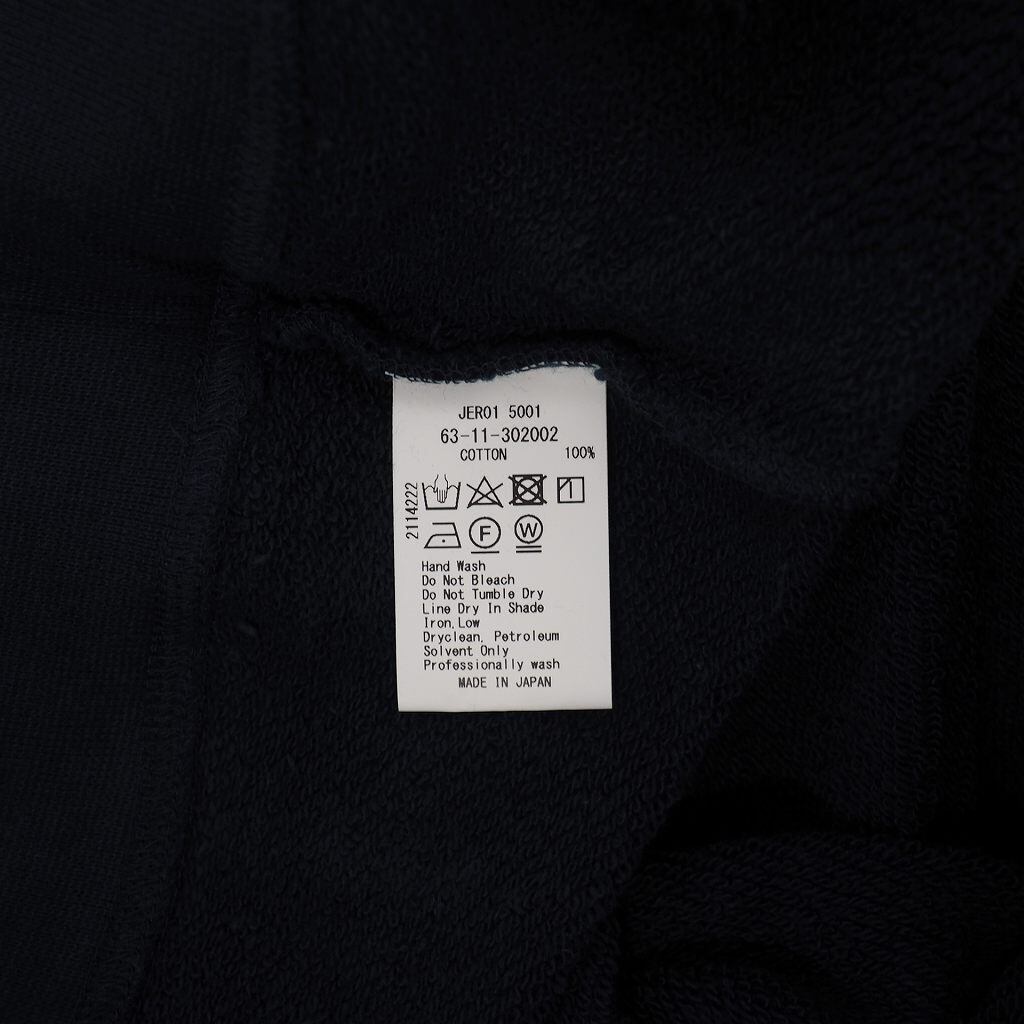 JER01 5001
63-11-302002
COTTON 100%
2114222
F W
Hand Wash
Do Not Bleach
Do Not Tumble Dry
Line Dry In Shade
Iron,Low
Dryclean, Petroleum
Solvent Only
Professionally wash
MADE IN JAPAN